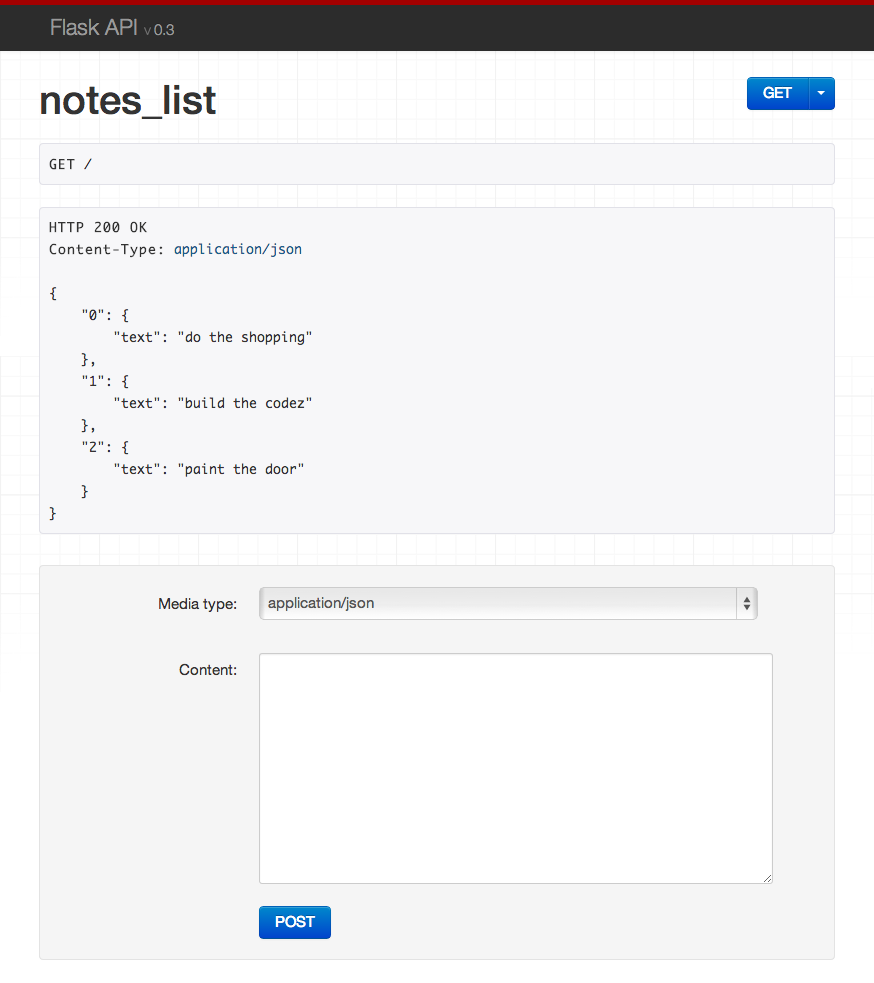 Flask API v 0.3
notes_list
GET
GET /
HTTP 200 OK
Content-Type: application/json
{
    "0": {
        "text": "do the shopping"
    },
    "1": {
        "text": "build the codez"
    },
    "2": {
        "text": "paint the door"
    }
}
Media type: application/json
Content:
POST